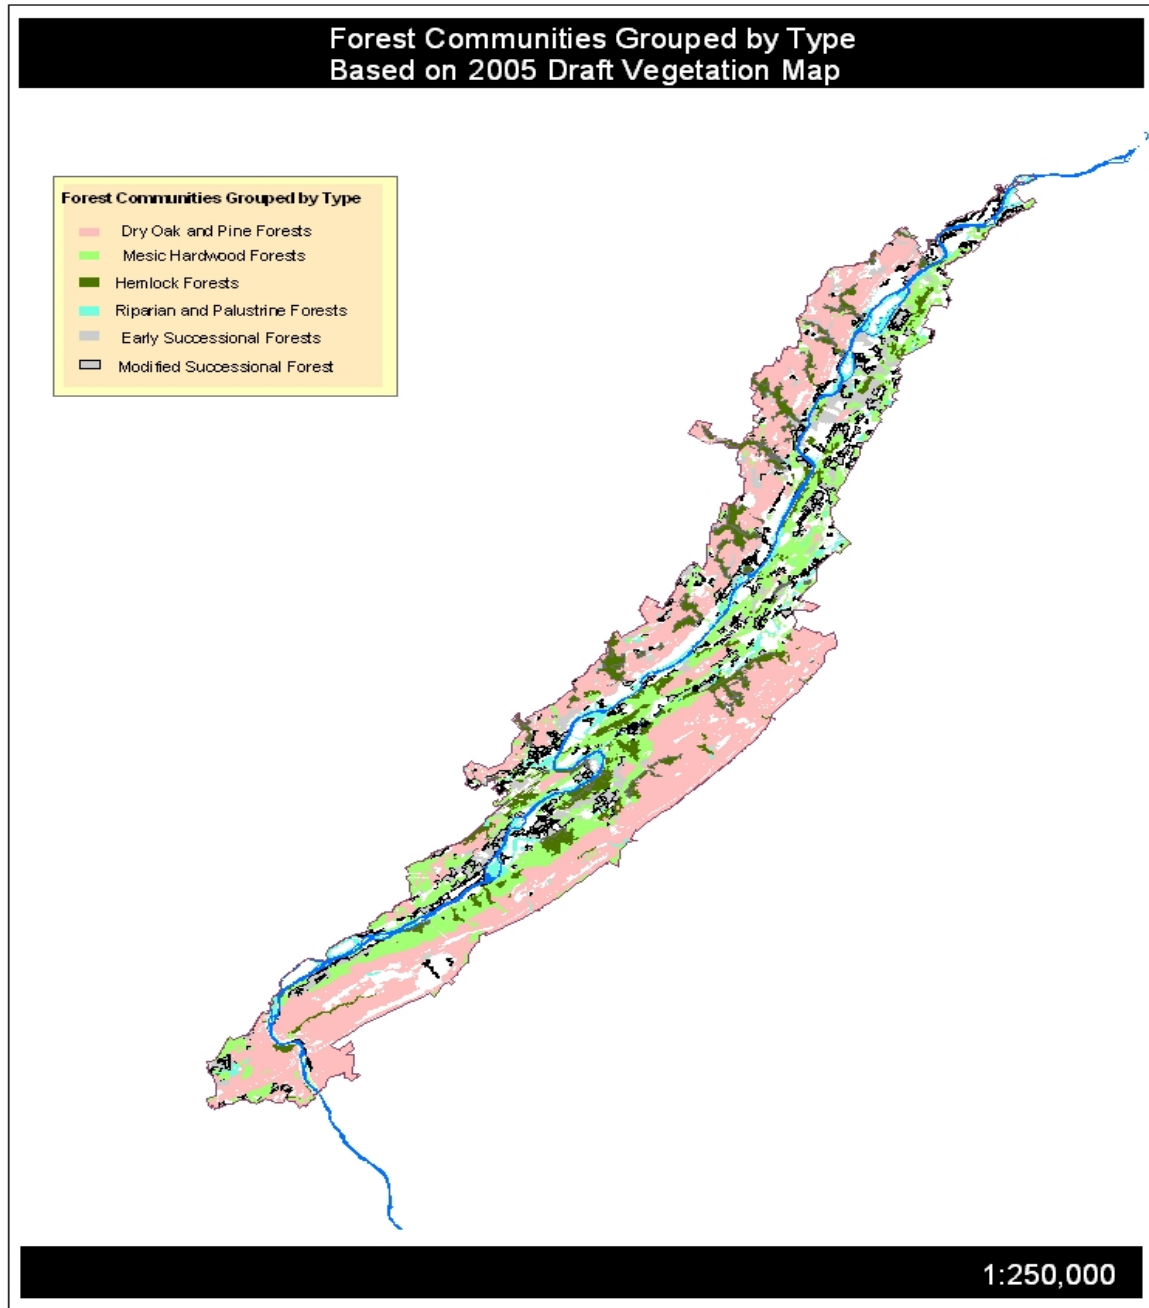 Forest Communities Grouped by Type
Based on 2005 Draft Vegetation Map
Forest Communities Grouped by Type
Dry Oak and Pine Forests
Mesic Hardwood Forests
Hemlock Forests
Riparian and Palustrine Forests
Early Successional Forests
Modified Successional Forest
1:250,000